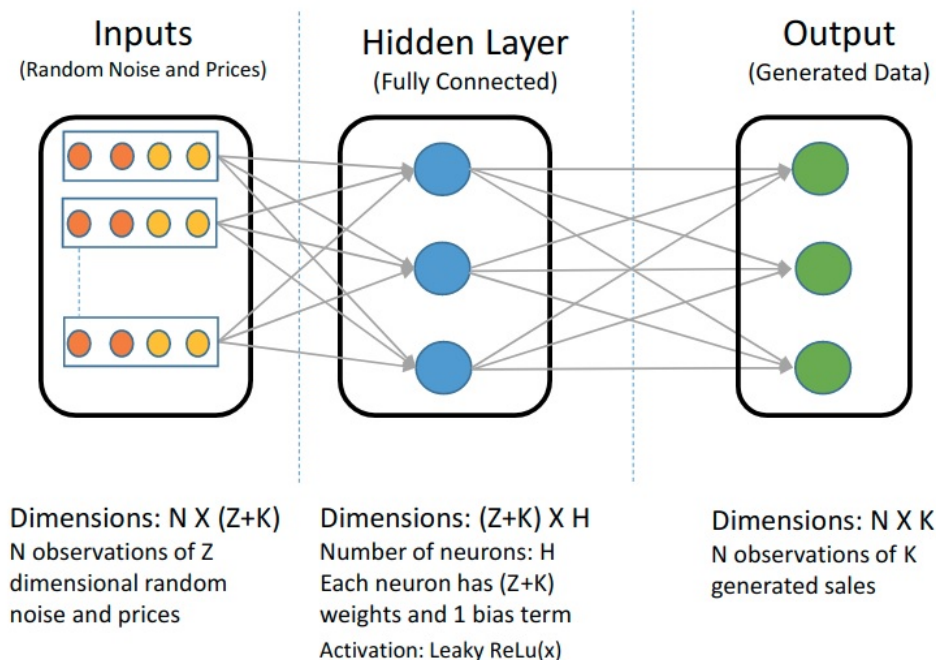 Inputs
(Random Noise and Prices)
Hidden Layer
(Fully Connected)
Output
(Generated Data)
Dimensions: N X (Z+K)
N observations of Z
dimensional random
noise and prices
Dimensions: (Z+K) X H
Number of neurons: H
Each neuron has (Z+K)
weights and 1 bias term
Activation: Leaky ReLu(x)
Dimensions: N X K
N observations of K
generated sales